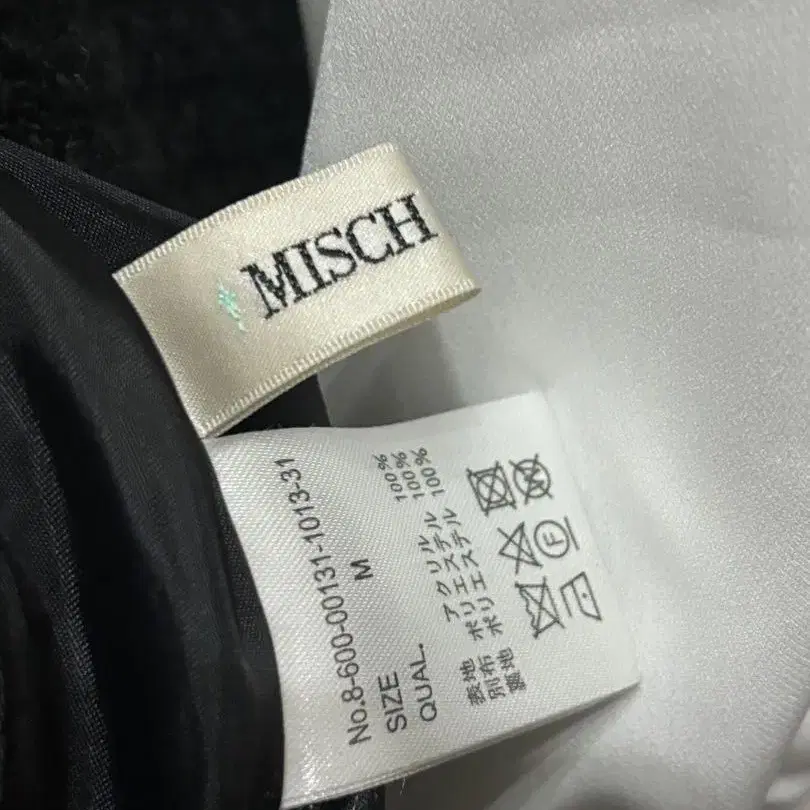 MISCH
No.8-600-00131-1013-31
SIZE M
QUAL.
表地 アクリル 100%
別布 ポリエステル 100%
裏地 ポリエステル 100%